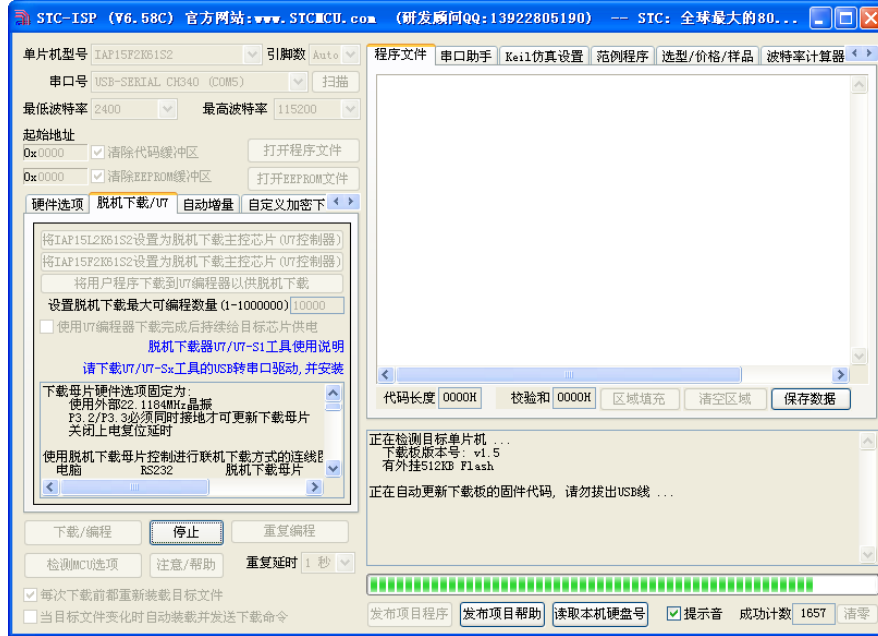 STC-ISP (V6.58C) 官方网站:www.STCMCU.com (研发顾问QQ:13922805190) -- STC: 全球最大的80...
单片机型号 IAP15F2K61S2 引脚数 Auto
串口号 USB-SERIAL CH340 (COM5) 扫描
最低波特率 2400 最高波特率 115200
起始地址
0x0000 清除代码缓冲区 打开程序文件
0x0000 清除EEPROM缓冲区 打开EEPROM文件
硬件选项 脱机下载/U7 自动增量 自定义加密下
将IAP15L2K61S2设置为脱机下载主控芯片(U7控制器)
将IAP15F2K61S2设置为脱机下载主控芯片(U7控制器)
将用户程序下载到U7编程器以供脱机下载
设置脱机下载最大可编程数量(1-1000000) 10000
使用U7编程器下载完成后持续给目标芯片供电
脱机下载器U7/U7-S1工具使用说明
请下载U7/U7-Sx工具的USB转串口驱动,并安装
下载母片硬件选项固定为:
使用外部22.1184MHz晶振
P3.2/P3.3必须同时接地才可更新下载母片
关闭上电复位延时
使用脱机下载母片控制进行联机下载方式的连线
电脑 RS232 脱机下载母片
下载/编程 停止 重复编程
检测MCU选项 注意/帮助 重复延时 1 秒
每次下载前都重新装载目标文件
当目标文件变化时自动装载并发送下载命令
程序文件 串口助手 Keil仿真设置 范例程序 选型/价格/样品 波特率计算器
代码长度 0000H 校验和 0000H 区域填充 清空区域 保存数据
正在检测目标单片机 ...
下载板版本号: v1.5
有外挂512KB Flash
正在自动更新下载板的固件代码, 请勿拔出USB线 ...
发布项目程序 发布项目帮助 读取本机硬盘号 提示音 成功计数 1657 清零